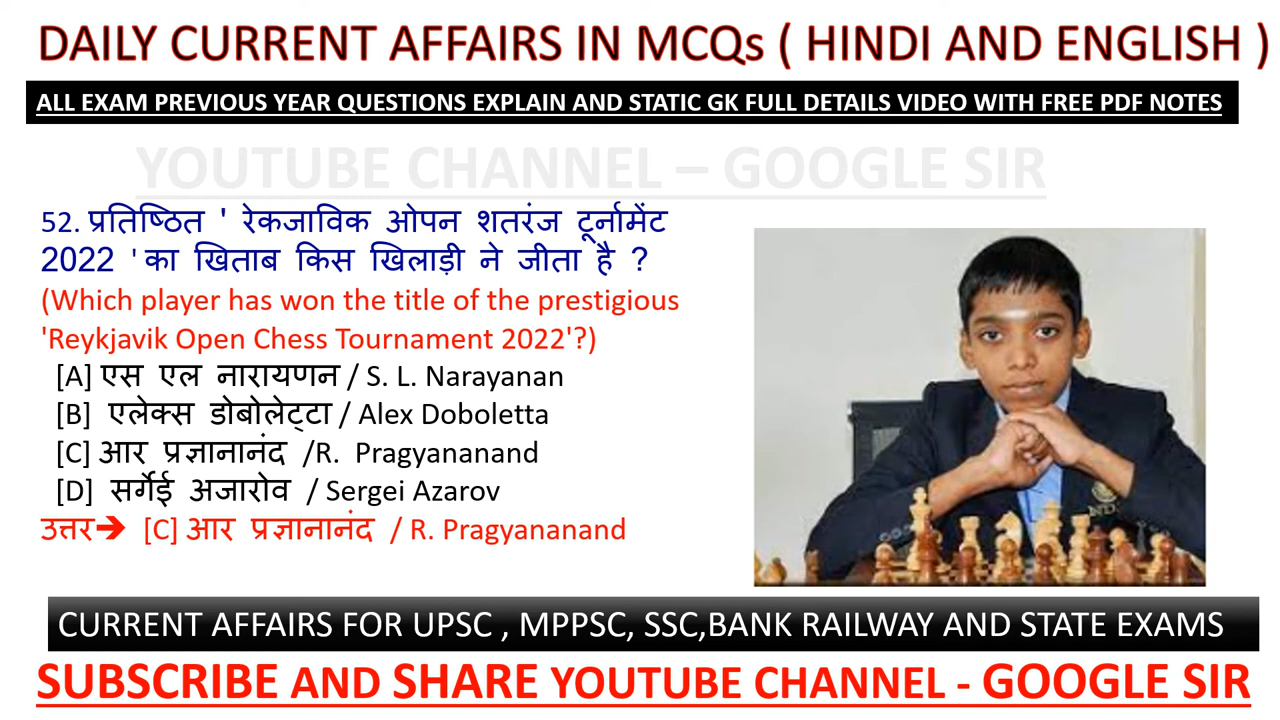 DAILY CURRENT AFFAIRS IN MCQs ( HINDI AND ENGLISH )
ALL EXAM PREVIOUS YEAR QUESTIONS EXPLAIN AND STATIC GK FULL DETAILS VIDEO WITH FREE PDF NOTES
YOUTUBE CHANNEL – GOOGLE SIR
52. प्रतिष्ठित ' रेकजाविक ओपन शतरंज टूर्नामेंट
2022 ' का खिताब किस खिलाड़ी ने जीता है ?
(Which player has won the title of the prestigious
'Reykjavik Open Chess Tournament 2022'?)
[A] एस एल नारायणन / S. L. Narayanan
[B] एलेक्स डोबोलेट्टा / Alex Doboletta
[C] आर प्रज्ञानानंद /R. Pragyananand
[D] सर्गेई अजारोव / Sergei Azarov
उत्तर➔ [C] आर प्रज्ञानानंद / R. Pragyananand
CURRENT AFFAIRS FOR UPSC , MPPSC, SSC,BANK RAILWAY AND STATE EXAMS
SUBSCRIBE AND SHARE YOUTUBE CHANNEL - GOOGLE SIR